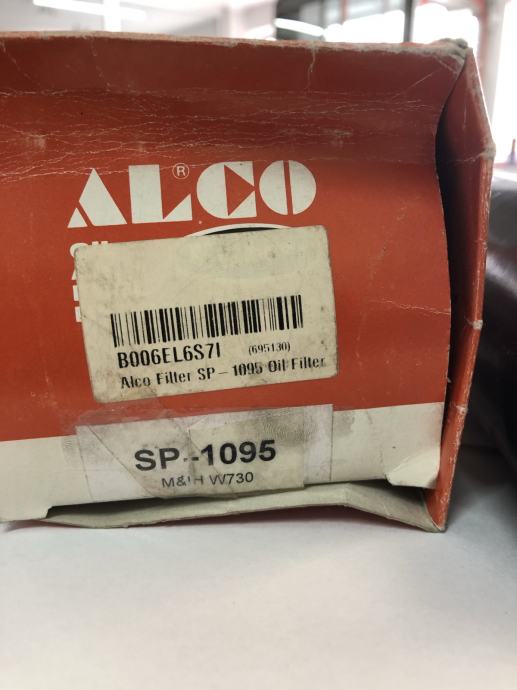 ALCO®
B006EL6S7I
(695130)
Alco Filter SP - 1095 Oil Filter
SP-1095
M&H W730